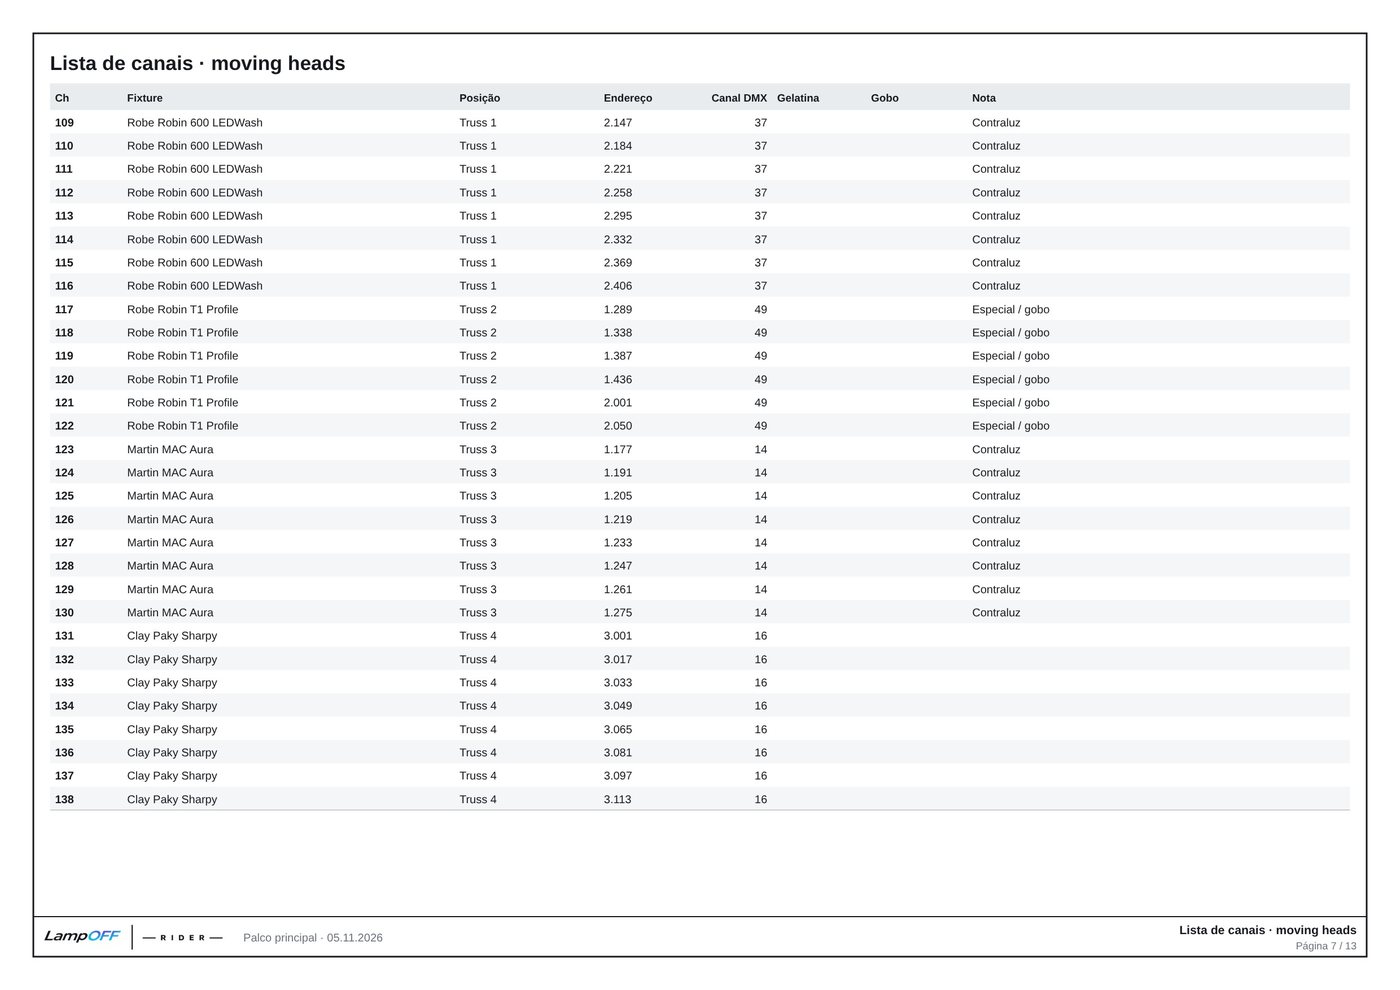 Lista de canais · moving heads
Ch Fixture Posição Endereço Canal DMX Gelatina Gobo Nota
109 Robe Robin 600 LEDWash Truss 1 2.147 37 Contraluz
110 Robe Robin 600 LEDWash Truss 1 2.184 37 Contraluz
111 Robe Robin 600 LEDWash Truss 1 2.221 37 Contraluz
112 Robe Robin 600 LEDWash Truss 1 2.258 37 Contraluz
113 Robe Robin 600 LEDWash Truss 1 2.295 37 Contraluz
114 Robe Robin 600 LEDWash Truss 1 2.332 37 Contraluz
115 Robe Robin 600 LEDWash Truss 1 2.369 37 Contraluz
116 Robe Robin 600 LEDWash Truss 1 2.406 37 Contraluz
117 Robe Robin T1 Profile Truss 2 1.289 49 Especial / gobo
118 Robe Robin T1 Profile Truss 2 1.338 49 Especial / gobo
119 Robe Robin T1 Profile Truss 2 1.387 49 Especial / gobo
120 Robe Robin T1 Profile Truss 2 1.436 49 Especial / gobo
121 Robe Robin T1 Profile Truss 2 2.001 49 Especial / gobo
122 Robe Robin T1 Profile Truss 2 2.050 49 Especial / gobo
123 Martin MAC Aura Truss 3 1.177 14 Contraluz
124 Martin MAC Aura Truss 3 1.191 14 Contraluz
125 Martin MAC Aura Truss 3 1.205 14 Contraluz
126 Martin MAC Aura Truss 3 1.219 14 Contraluz
127 Martin MAC Aura Truss 3 1.233 14 Contraluz
128 Martin MAC Aura Truss 3 1.247 14 Contraluz
129 Martin MAC Aura Truss 3 1.261 14 Contraluz
130 Martin MAC Aura Truss 3 1.275 14 Contraluz
131 Clay Paky Sharpy Truss 4 3.001 16
132 Clay Paky Sharpy Truss 4 3.017 16
133 Clay Paky Sharpy Truss 4 3.033 16
134 Clay Paky Sharpy Truss 4 3.049 16
135 Clay Paky Sharpy Truss 4 3.065 16
136 Clay Paky Sharpy Truss 4 3.081 16
137 Clay Paky Sharpy Truss 4 3.097 16
138 Clay Paky Sharpy Truss 4 3.113 16
LampOFF RIDER Palco principal · 05.11.2026
Lista de canais · moving heads
Página 7 / 13